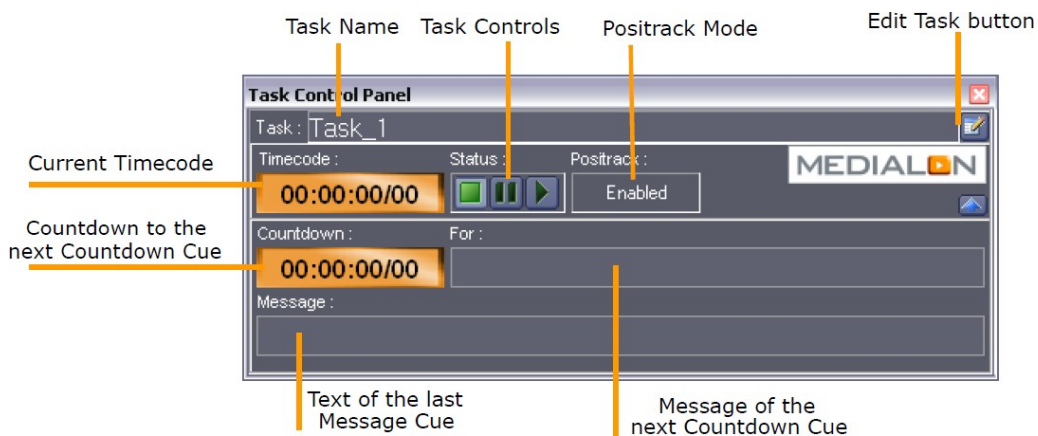 Task Name
Task Controls
Positrack Mode
Edit Task button
Task Control Panel
Task : Task_1
Current Timecode
Timecode :
Status :
Positrack :
MEDIALON
00:00:00/00
Enabled
Countdown to the
next Countdown Cue
Countdown :
For :
00:00:00/00
Message :
Text of the last
Message Cue
Message of the
next Countdown Cue